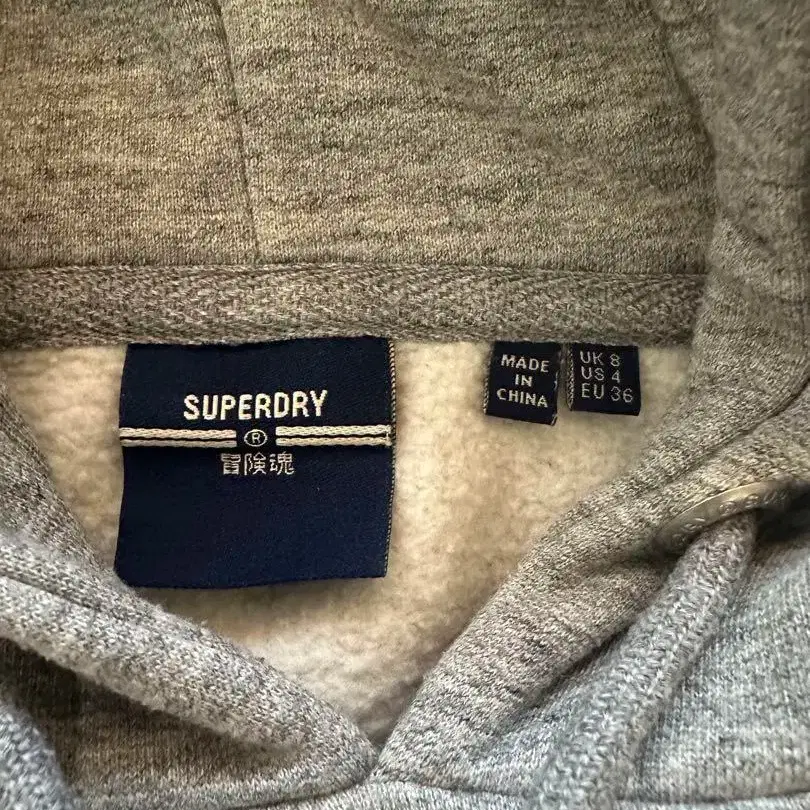 SUPERDRY
®
冒険魂
MADE
IN
CHINA
UK 8
US 4
EU 36